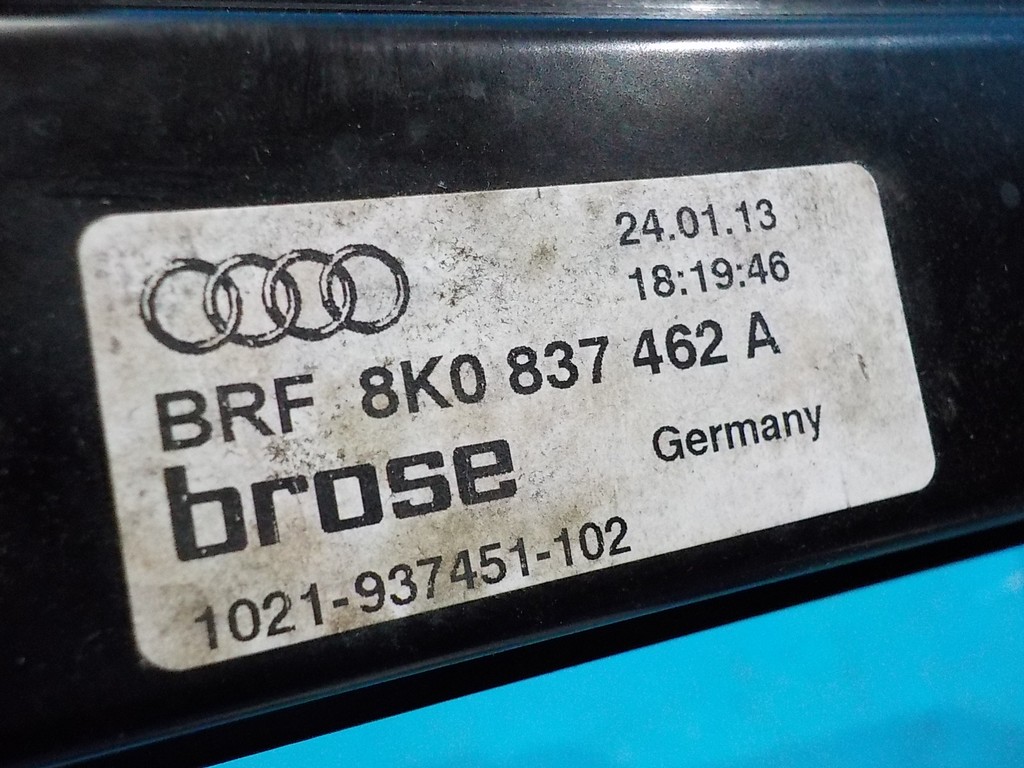 24.01.13
18:19:46
BRF 8K0 837 462 A
brose Germany
1021-937451-102